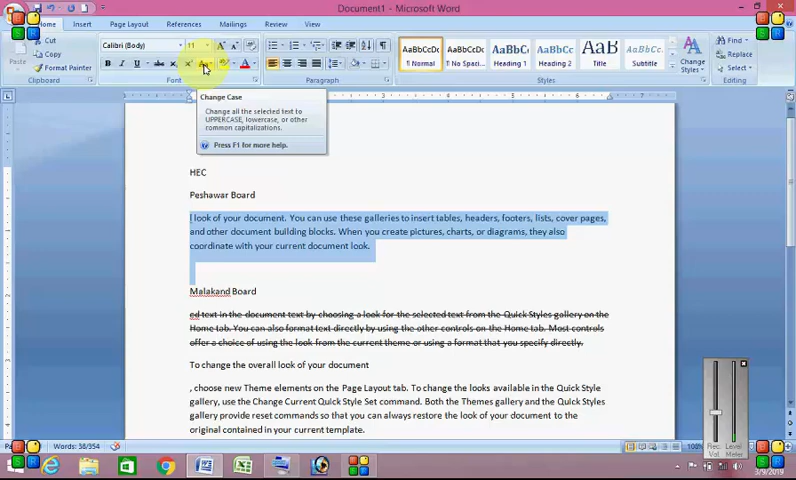 Document1 - Microsoft Word
Home Insert Page Layout References Mailings Review View
Paste
Cut
Copy
Format Painter
Clipboard
Calibri (Body) 11
Font
Paragraph
AaBbCcDc AaBbCcDc AaBbCc AaBbCc AaB AaBbCc.
¶ Normal ¶ No Spaci... Heading 1 Heading 2 Title Subtitle
Change Styles
Styles
Find
Replace
Select
Editing
Change Case
Change all the selected text to
UPPERCASE, lowercase, or other
common capitalizations.
Press F1 for more help.
HEC
Peshawar Board
l look of your document. You can use these galleries to insert tables, headers, footers, lists, cover pages,
and other document building blocks. When you create pictures, charts, or diagrams, they also
coordinate with your current document look.
Malakand Board
ed text in the document text by choosing a look for the selected text from the Quick Styles gallery on the
Home tab. You can also format text directly by using the other controls on the Home tab. Most controls
offer a choice of using the look from the current theme or using a format that you specify directly.
To change the overall look of your document
, choose new Theme elements on the Page Layout tab. To change the looks available in the Quick Style
gallery, use the Change Current Quick Style Set command. Both the Themes gallery and the Quick Styles
gallery provide reset commands so that you can always restore the look of your document to the
original contained in your current template.
Rec. Vol
Level Meter
Words: 38/354
3/9/2019